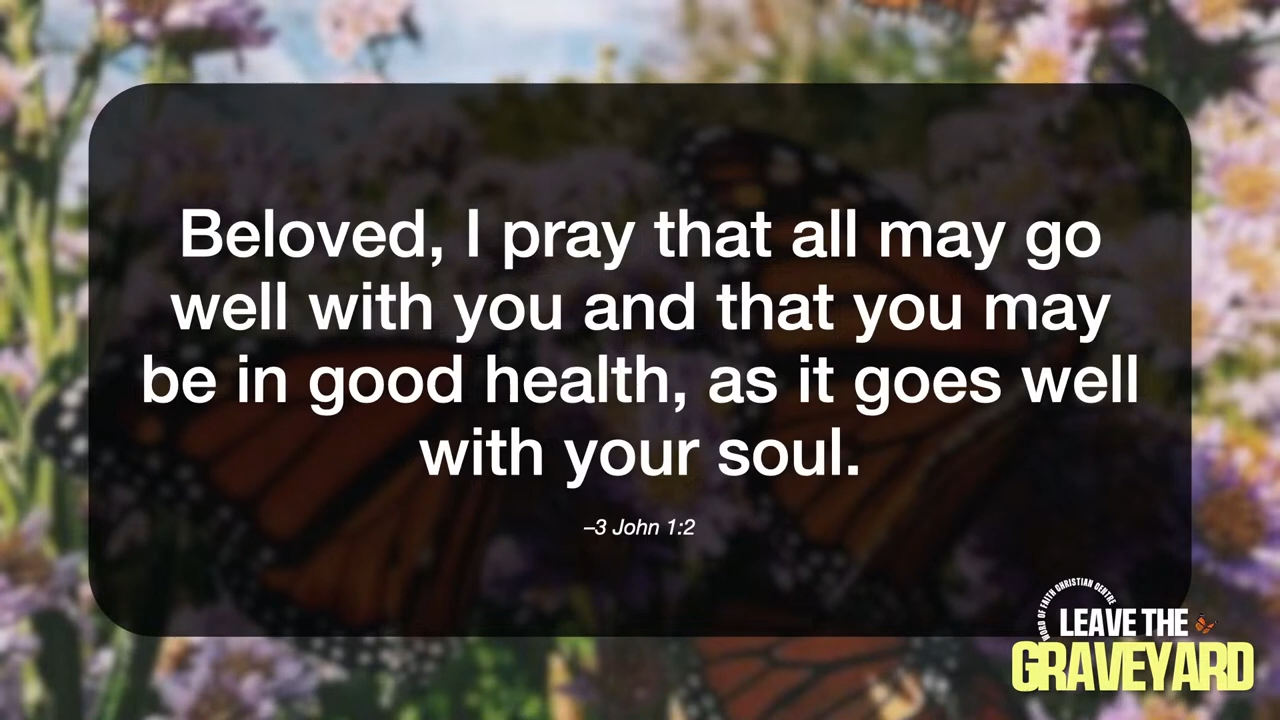 Beloved, I pray that all may go
well with you and that you may
be in good health, as it goes well
with your soul.
–3 John 1:2
WORD OF FAITH CHRISTIAN CENTRE
LEAVE THE
GRAVEYARD